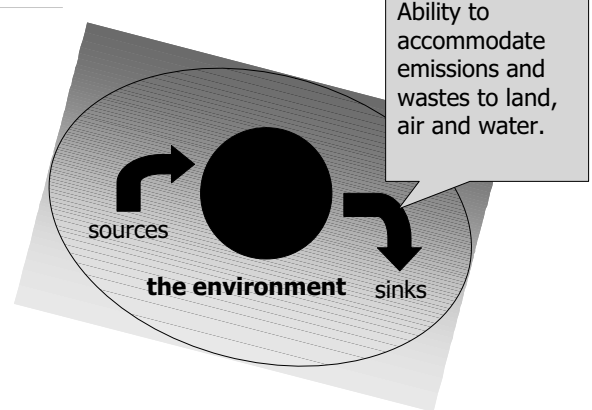 Ability to
accommodate
emissions and
wastes to land,
air and water.
sources
the environment
sinks